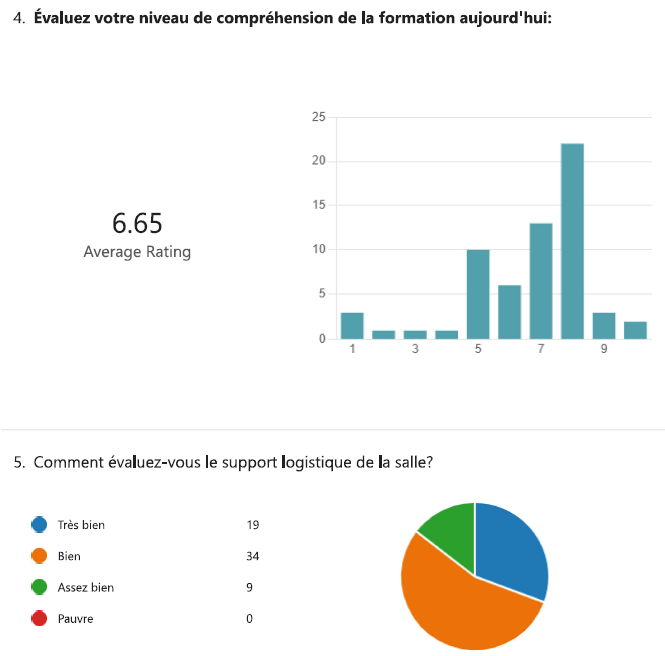 4. Évaluez votre niveau de compréhension de la formation aujourd'hui:
25
20
15
10
5
0
1 3 5 7 9
6.65
Average Rating
5. Comment évaluez-vous le support logistique de la salle?
Très bien 19
Bien 34
Assez bien 9
Pauvre 0